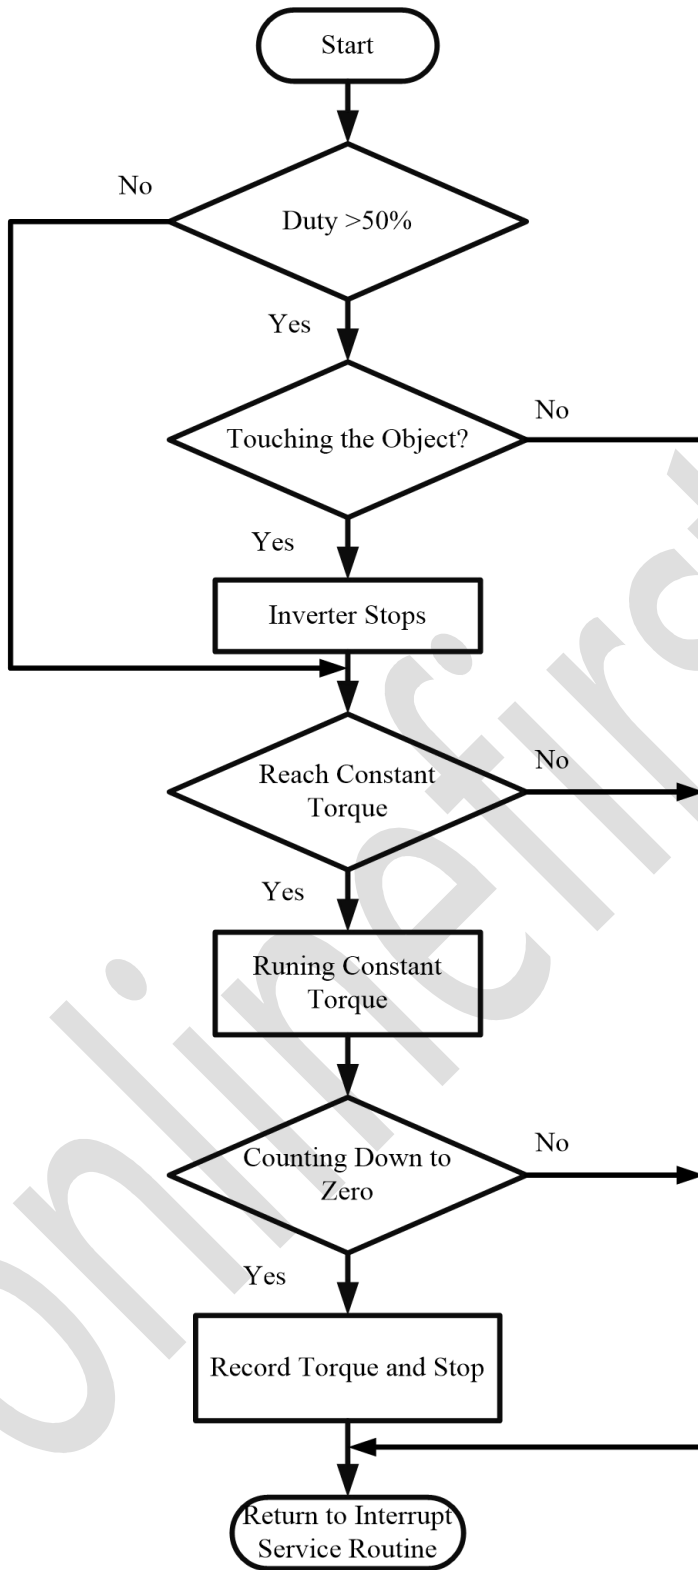 Start
No
Duty >50%
Yes
Touching the Object?
No
Yes
Inverter Stops
Reach Constant
Torque
No
Yes
Runing Constant
Torque
Counting Down to
Zero
No
Yes
Record Torque and Stop
Return to Interrupt
Service Routine
onlinefirst